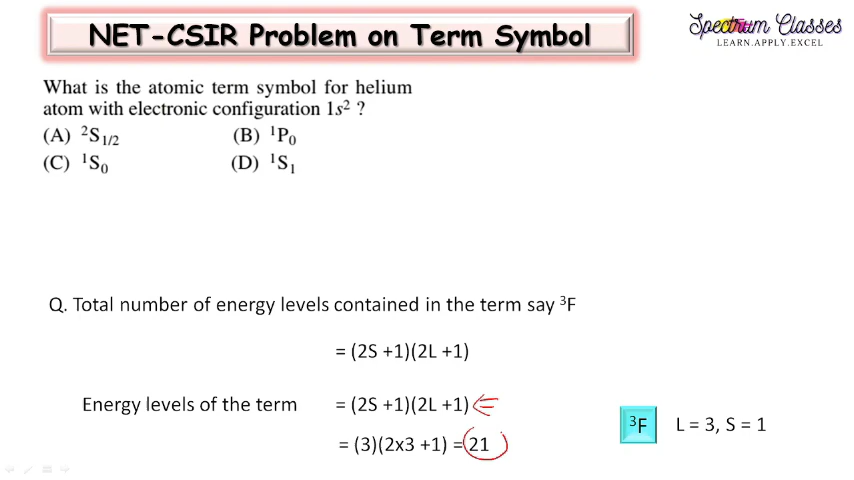 NET-CSIR Problem on Term Symbol
Spectrum Classes
LEARN.APPLY.EXCEL
What is the atomic term symbol for helium
atom with electronic configuration 1s² ?
(A) ²S₁/₂ (B) ¹P₀
(C) ¹S₀ (D) ¹S₁
Q. Total number of energy levels contained in the term say ³F
= (2S +1)(2L +1)
Energy levels of the term = (2S +1)(2L +1)
³F L = 3, S = 1
= (3)(2x3 +1) = 21